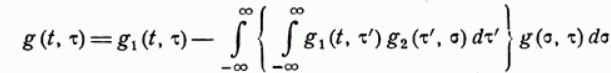 g (t, τ) = g₁ (t, τ) — ∫_{-∞}^{∞} { ∫_{-∞}^{∞} g₁ (t, τ′) g₂ (τ′, σ) dτ′ } g (σ, τ) dσ